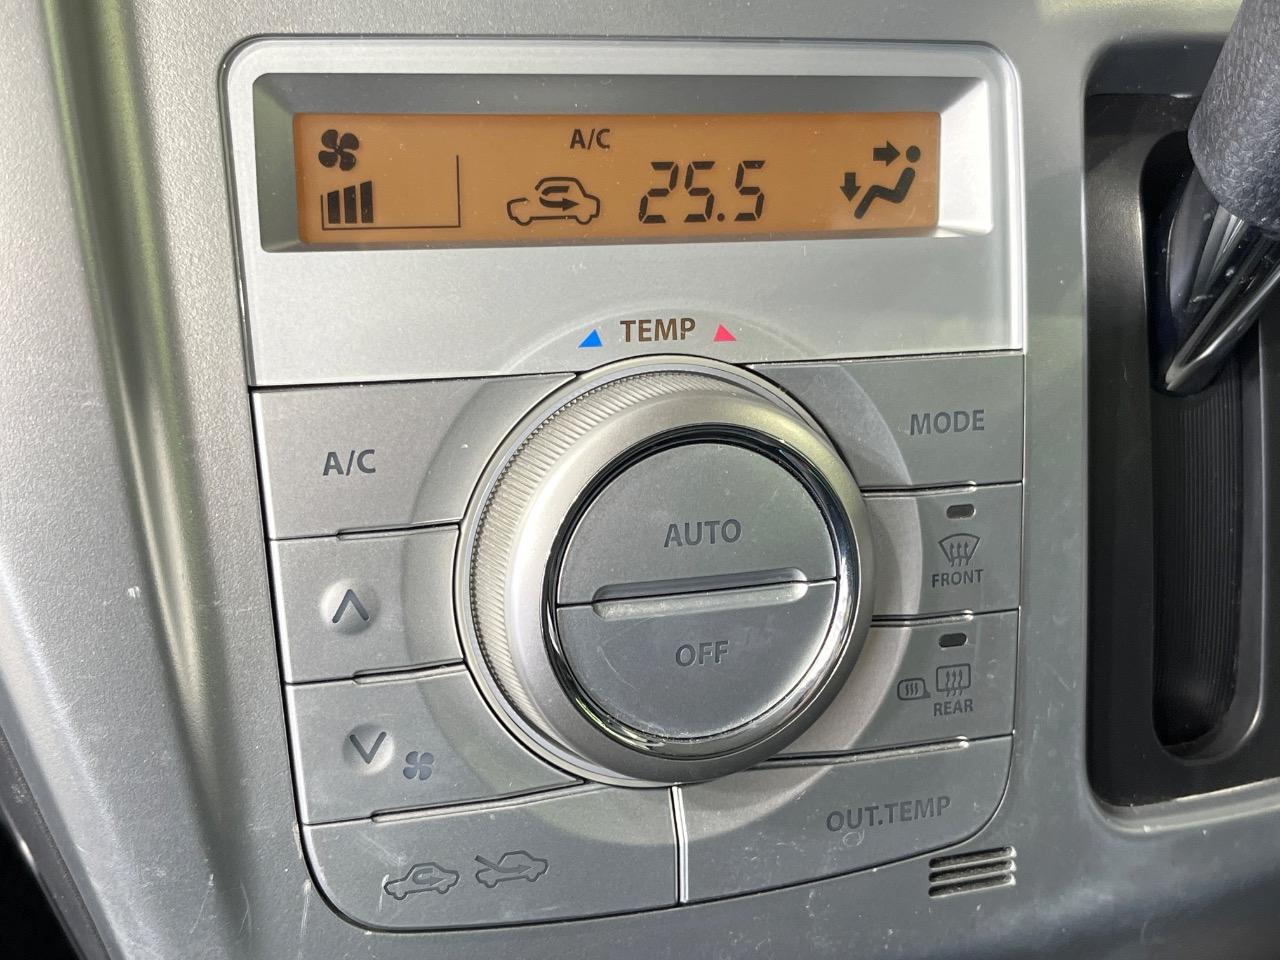 A/C
25.5
TEMP
A/C
MODE
AUTO
FRONT
OFF
REAR
OUT.TEMP